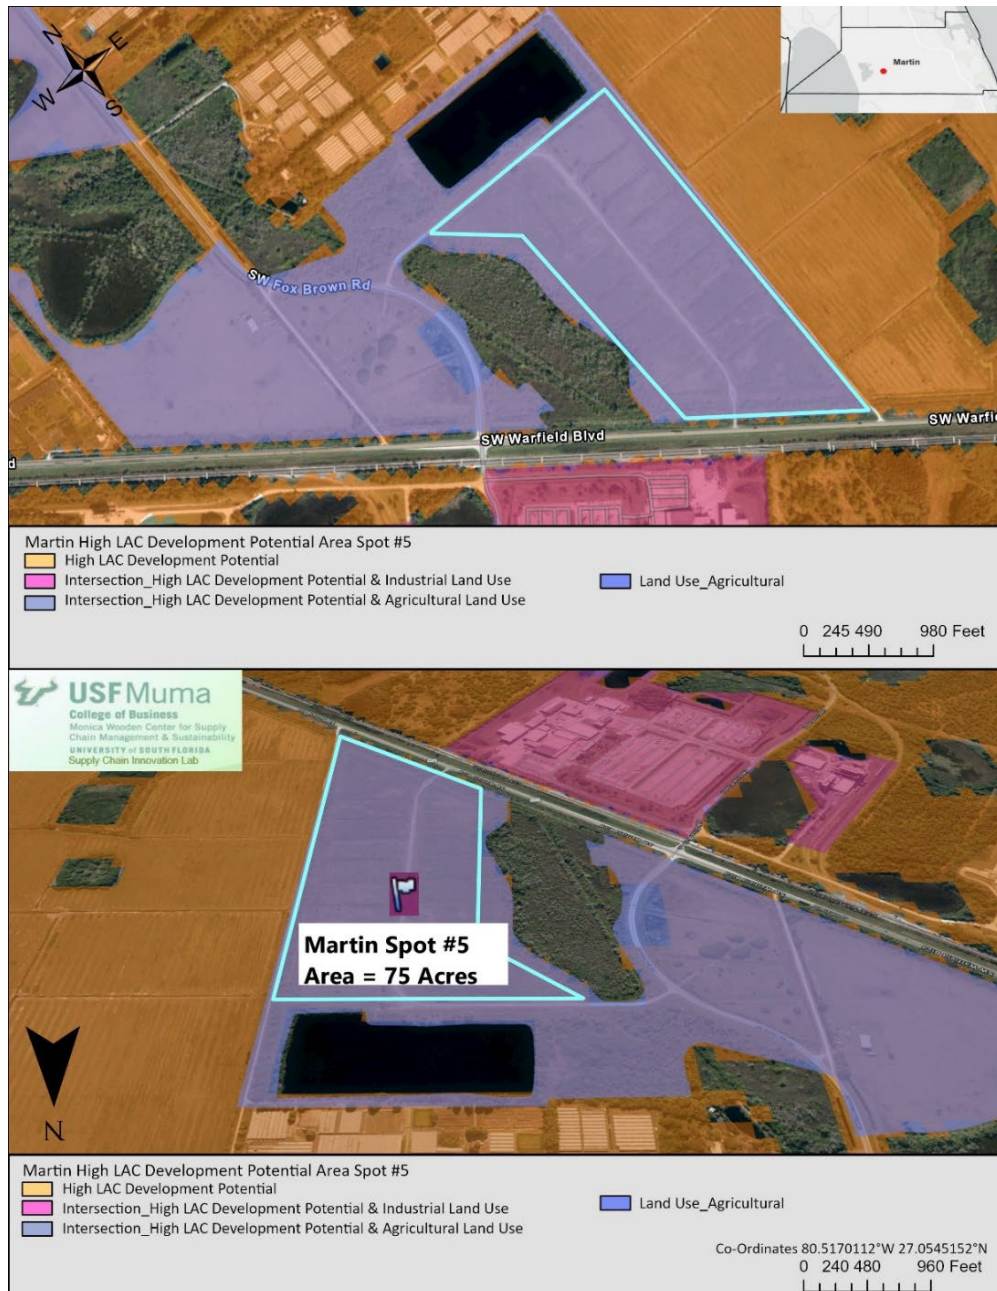 N
E
W
S
Martin
SW Fox Brown Rd
SW Warfield Blvd
SW Warfie
d
Martin High LAC Development Potential Area Spot #5
High LAC Development Potential
Intersection_High LAC Development Potential & Industrial Land Use
Land Use_Agricultural
Intersection_High LAC Development Potential & Agricultural Land Use
0 245 490 980 Feet
USF Muma
College of Business
Monica Wooden Center for Supply
Chain Management & Sustainability
UNIVERSITY of SOUTH FLORIDA
Supply Chain Innovation Lab
Martin Spot #5
Area = 75 Acres
N
Martin High LAC Development Potential Area Spot #5
High LAC Development Potential
Intersection_High LAC Development Potential & Industrial Land Use
Land Use_Agricultural
Intersection_High LAC Development Potential & Agricultural Land Use
Co-Ordinates 80.5170112°W 27.0545152°N
0 240 480 960 Feet